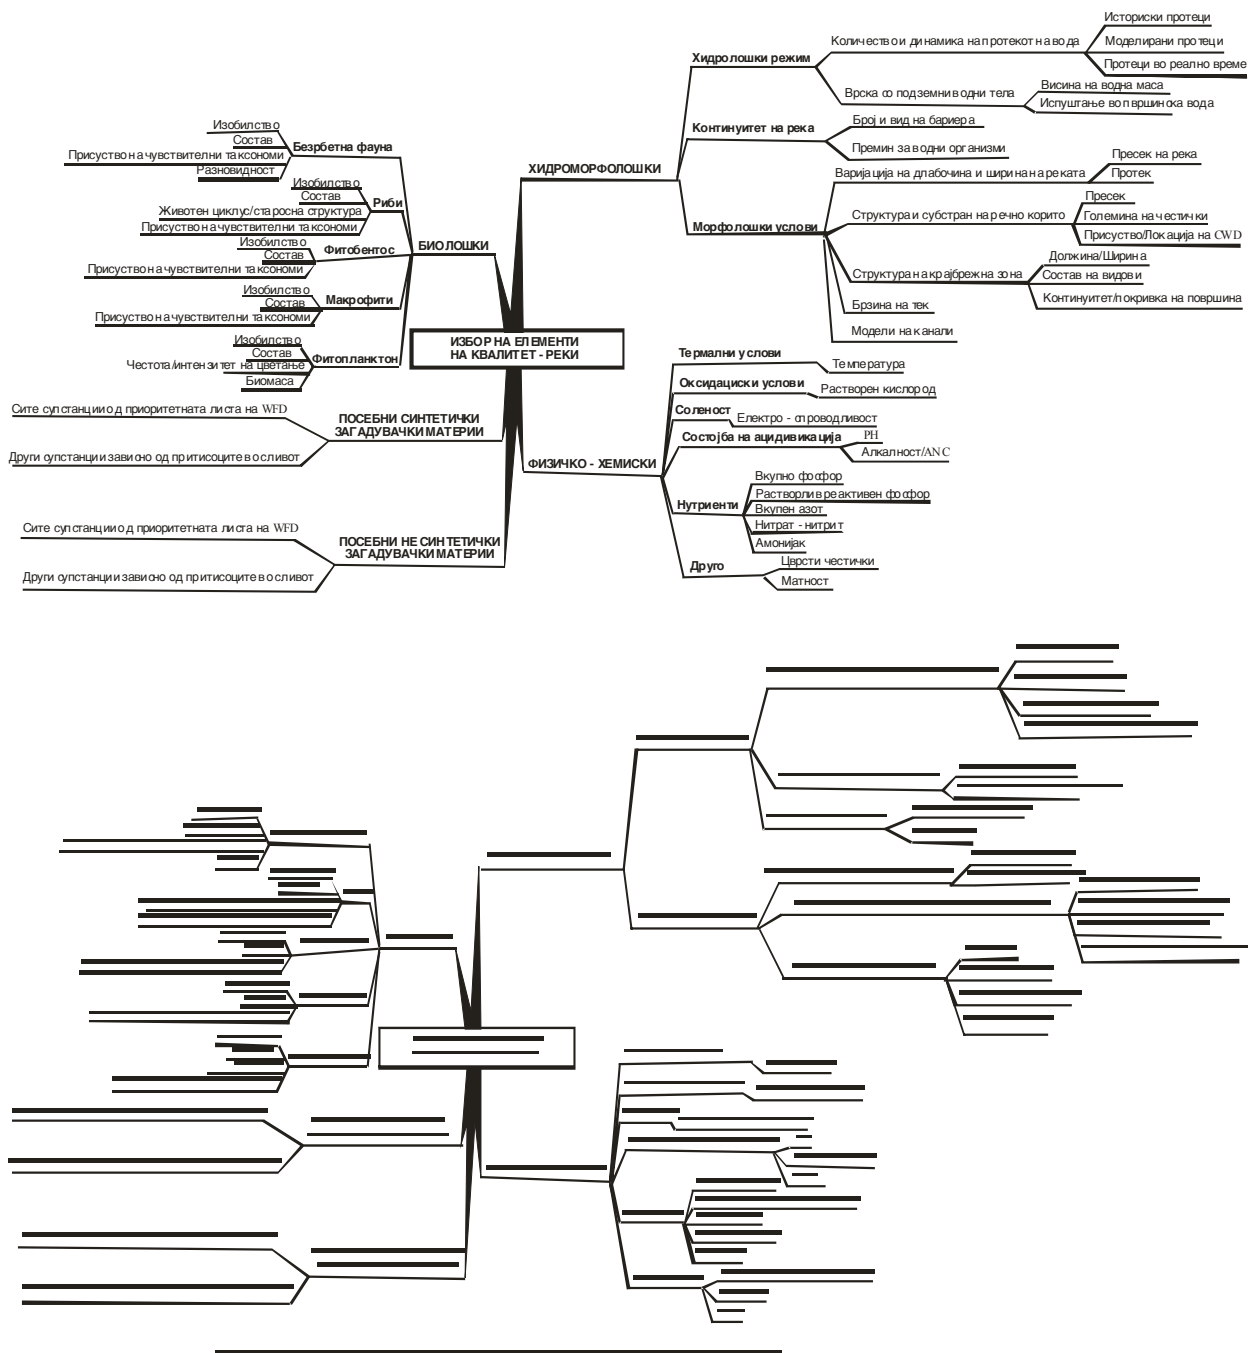 Историски протеци
Количество и динамика на протекот на вода
Моделирани протеци
Хидролошки режим
Протеци во реално време
Висина на водна маса
Врска со подземни водни тела
Испуштање во површинска вода
Број и вид на бариера
Континуитет на река
Премин за водни организми
ХИДРОМОРФОЛОШКИ
Пресек на река
Варијација на длабочина и ширина на реката
Протек
Пресек
Структура и субстран на речно корито
Големина на честички
Морфолошки услови
Присуство/Локација на CWD
Должина/Ширина
Структура на крајбрежна зона
Состав на видови
Континуитет/покривка на површина
Брзина на тек
Модели на канали
Изобилство
Состав
Безрбетна фауна
Присуство на чувствителни таксономи
Разновидност
Изобилство
Состав
Риби
Животен циклус/старосна структура
Присуство на чувствителни таксономи
Изобилство
Фитобентос
БИОЛОШКИ
Состав
Присуство на чувствителни таксономи
Изобилство
Макрофити
Состав
Присуство на чувствителни таксономи
Изобилство
Состав
Фитопланктон
Честота/интензитет на цветање
Биомаса
ИЗБОР НА ЕЛЕМЕНТИ
НА КВАЛИТЕТ - РЕКИ
Термални услови
Температура
Оксидациски услови
Растворен кислород
Соленост
Електро - спроводливост
Состојба на ацидивикација
PH
Алкалност/ANC
ФИЗИЧКО - ХЕМИСКИ
Вкупно фосфор
Растворлив реактивен фосфор
Нутриенти
Вкупен азот
Нитрат - нитрит
Амонијак
Друго
Цврсти честички
Матност
Сите супстанции од приоритетната листа на WFD
ПОСЕБНИ СИНТЕТИЧКИ
ЗАГАДУВАЧКИ МАТЕРИИ
Други супстанции зависно од притисоците во сливот
Сите супстанции од приоритетната листа на WFD
ПОСЕБНИ НЕ СИНТЕТИЧКИ
ЗАГАДУВАЧКИ МАТЕРИИ
Други супстанции зависно од притисоците во сливот